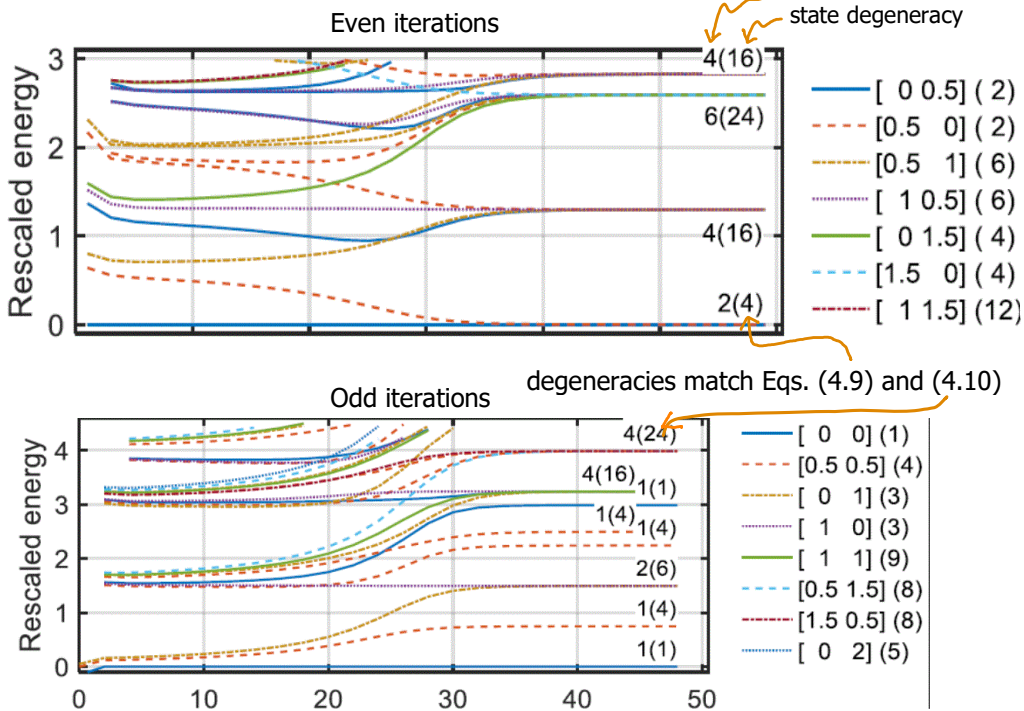 Even iterations
state degeneracy
Rescaled energy
3
2
1
0
4(16)
6(24)
4(16)
2(4)
[ 0 0.5] ( 2)
[0.5 0] ( 2)
[0.5 1] ( 6)
[ 1 0.5] ( 6)
[ 0 1.5] ( 4)
[1.5 0] ( 4)
[ 1 1.5] (12)
degeneracies match Eqs. (4.9) and (4.10)
Odd iterations
Rescaled energy
4
3
2
1
0
4(24)
4(16)
1(1)
1(4)
1(4)
2(6)
1(4)
1(1)
0 10 20 30 40 50
[ 0 0] (1)
[0.5 0.5] (4)
[ 0 1] (3)
[ 1 0] (3)
[ 1 1] (9)
[0.5 1.5] (8)
[1.5 0.5] (8)
[ 0 2] (5)